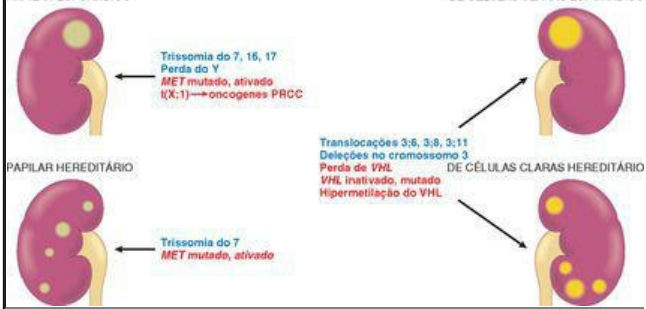 Trissomia do 7, 16, 17
Perda do Y
MET mutado, ativado
t(X;1)→oncogenes PRCC
Translocações 3;6, 3;8, 3;11
Deleções no cromossomo 3
Perda de VHL
VHL inativado, mutado
Hipermetilação do VHL
PAPILAR HEREDITÁRIO
DE CÉLULAS CLARAS HEREDITÁRIO
Trissomia do 7
MET mutado, ativado